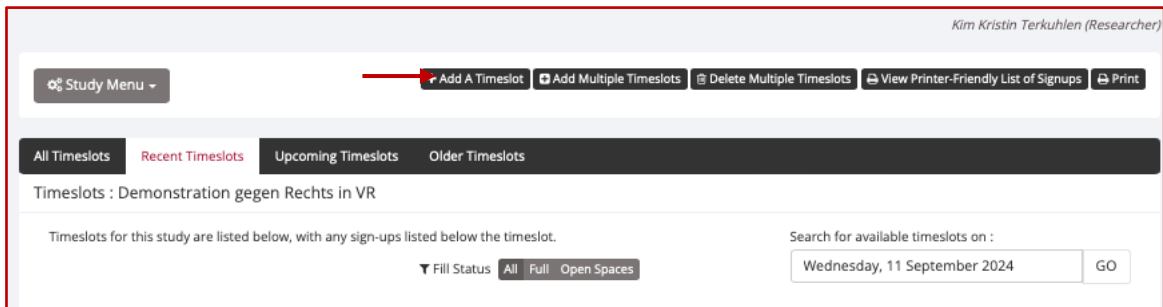 Kim Kristin Terkuhlen (Researcher)
Study Menu
Add A Timeslot Add Multiple Timeslots Delete Multiple Timeslots View Printer-Friendly List of Signups Print
All Timeslots Recent Timeslots Upcoming Timeslots Older Timeslots
Timeslots : Demonstration gegen Rechts in VR
Timeslots for this study are listed below, with any sign-ups listed below the timeslot.
Search for available timeslots on :
Fill Status All Full Open Spaces
Wednesday, 11 September 2024 GO